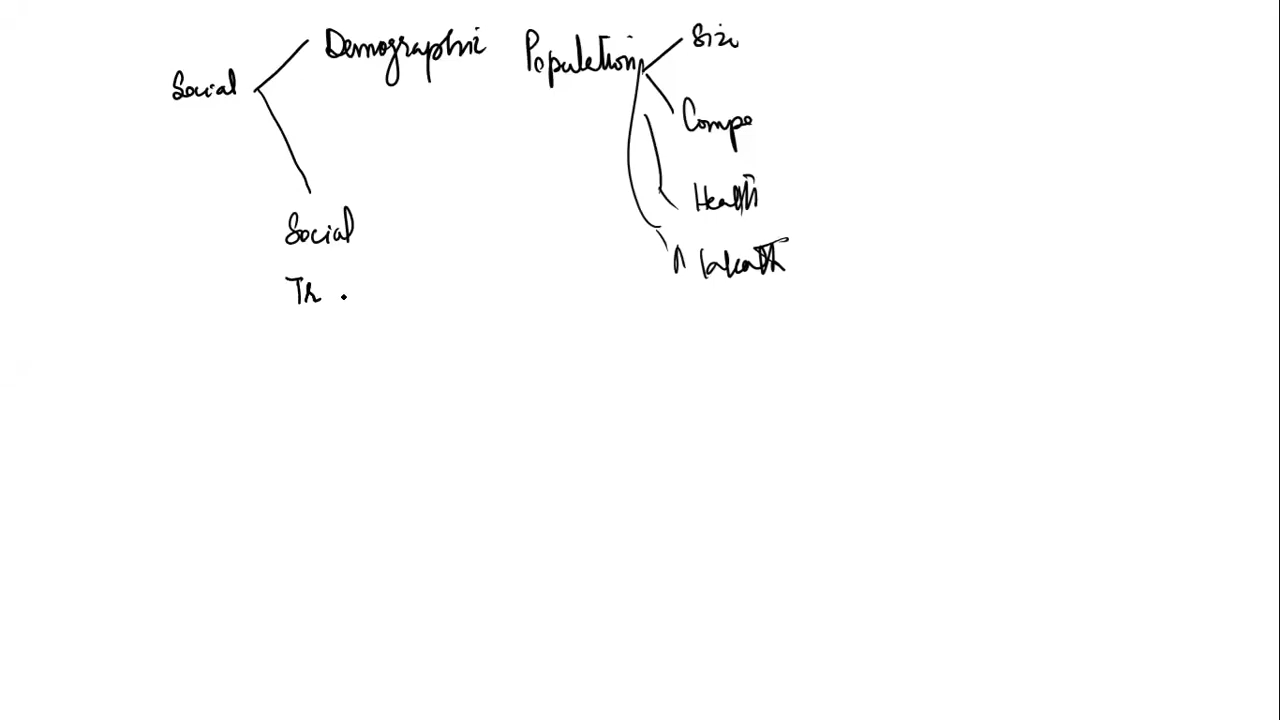 Demographic Population Size
Social
Compo
Health
Social
Th